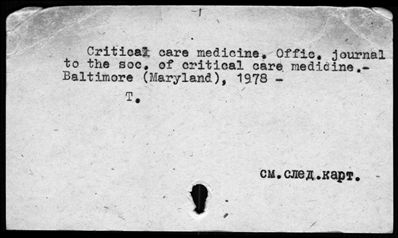 Critical care medicine. Offic. journal
to the soc. of critical care medicine.-
Baltimore (Maryland), 1978 -
T.
см.след.карт.